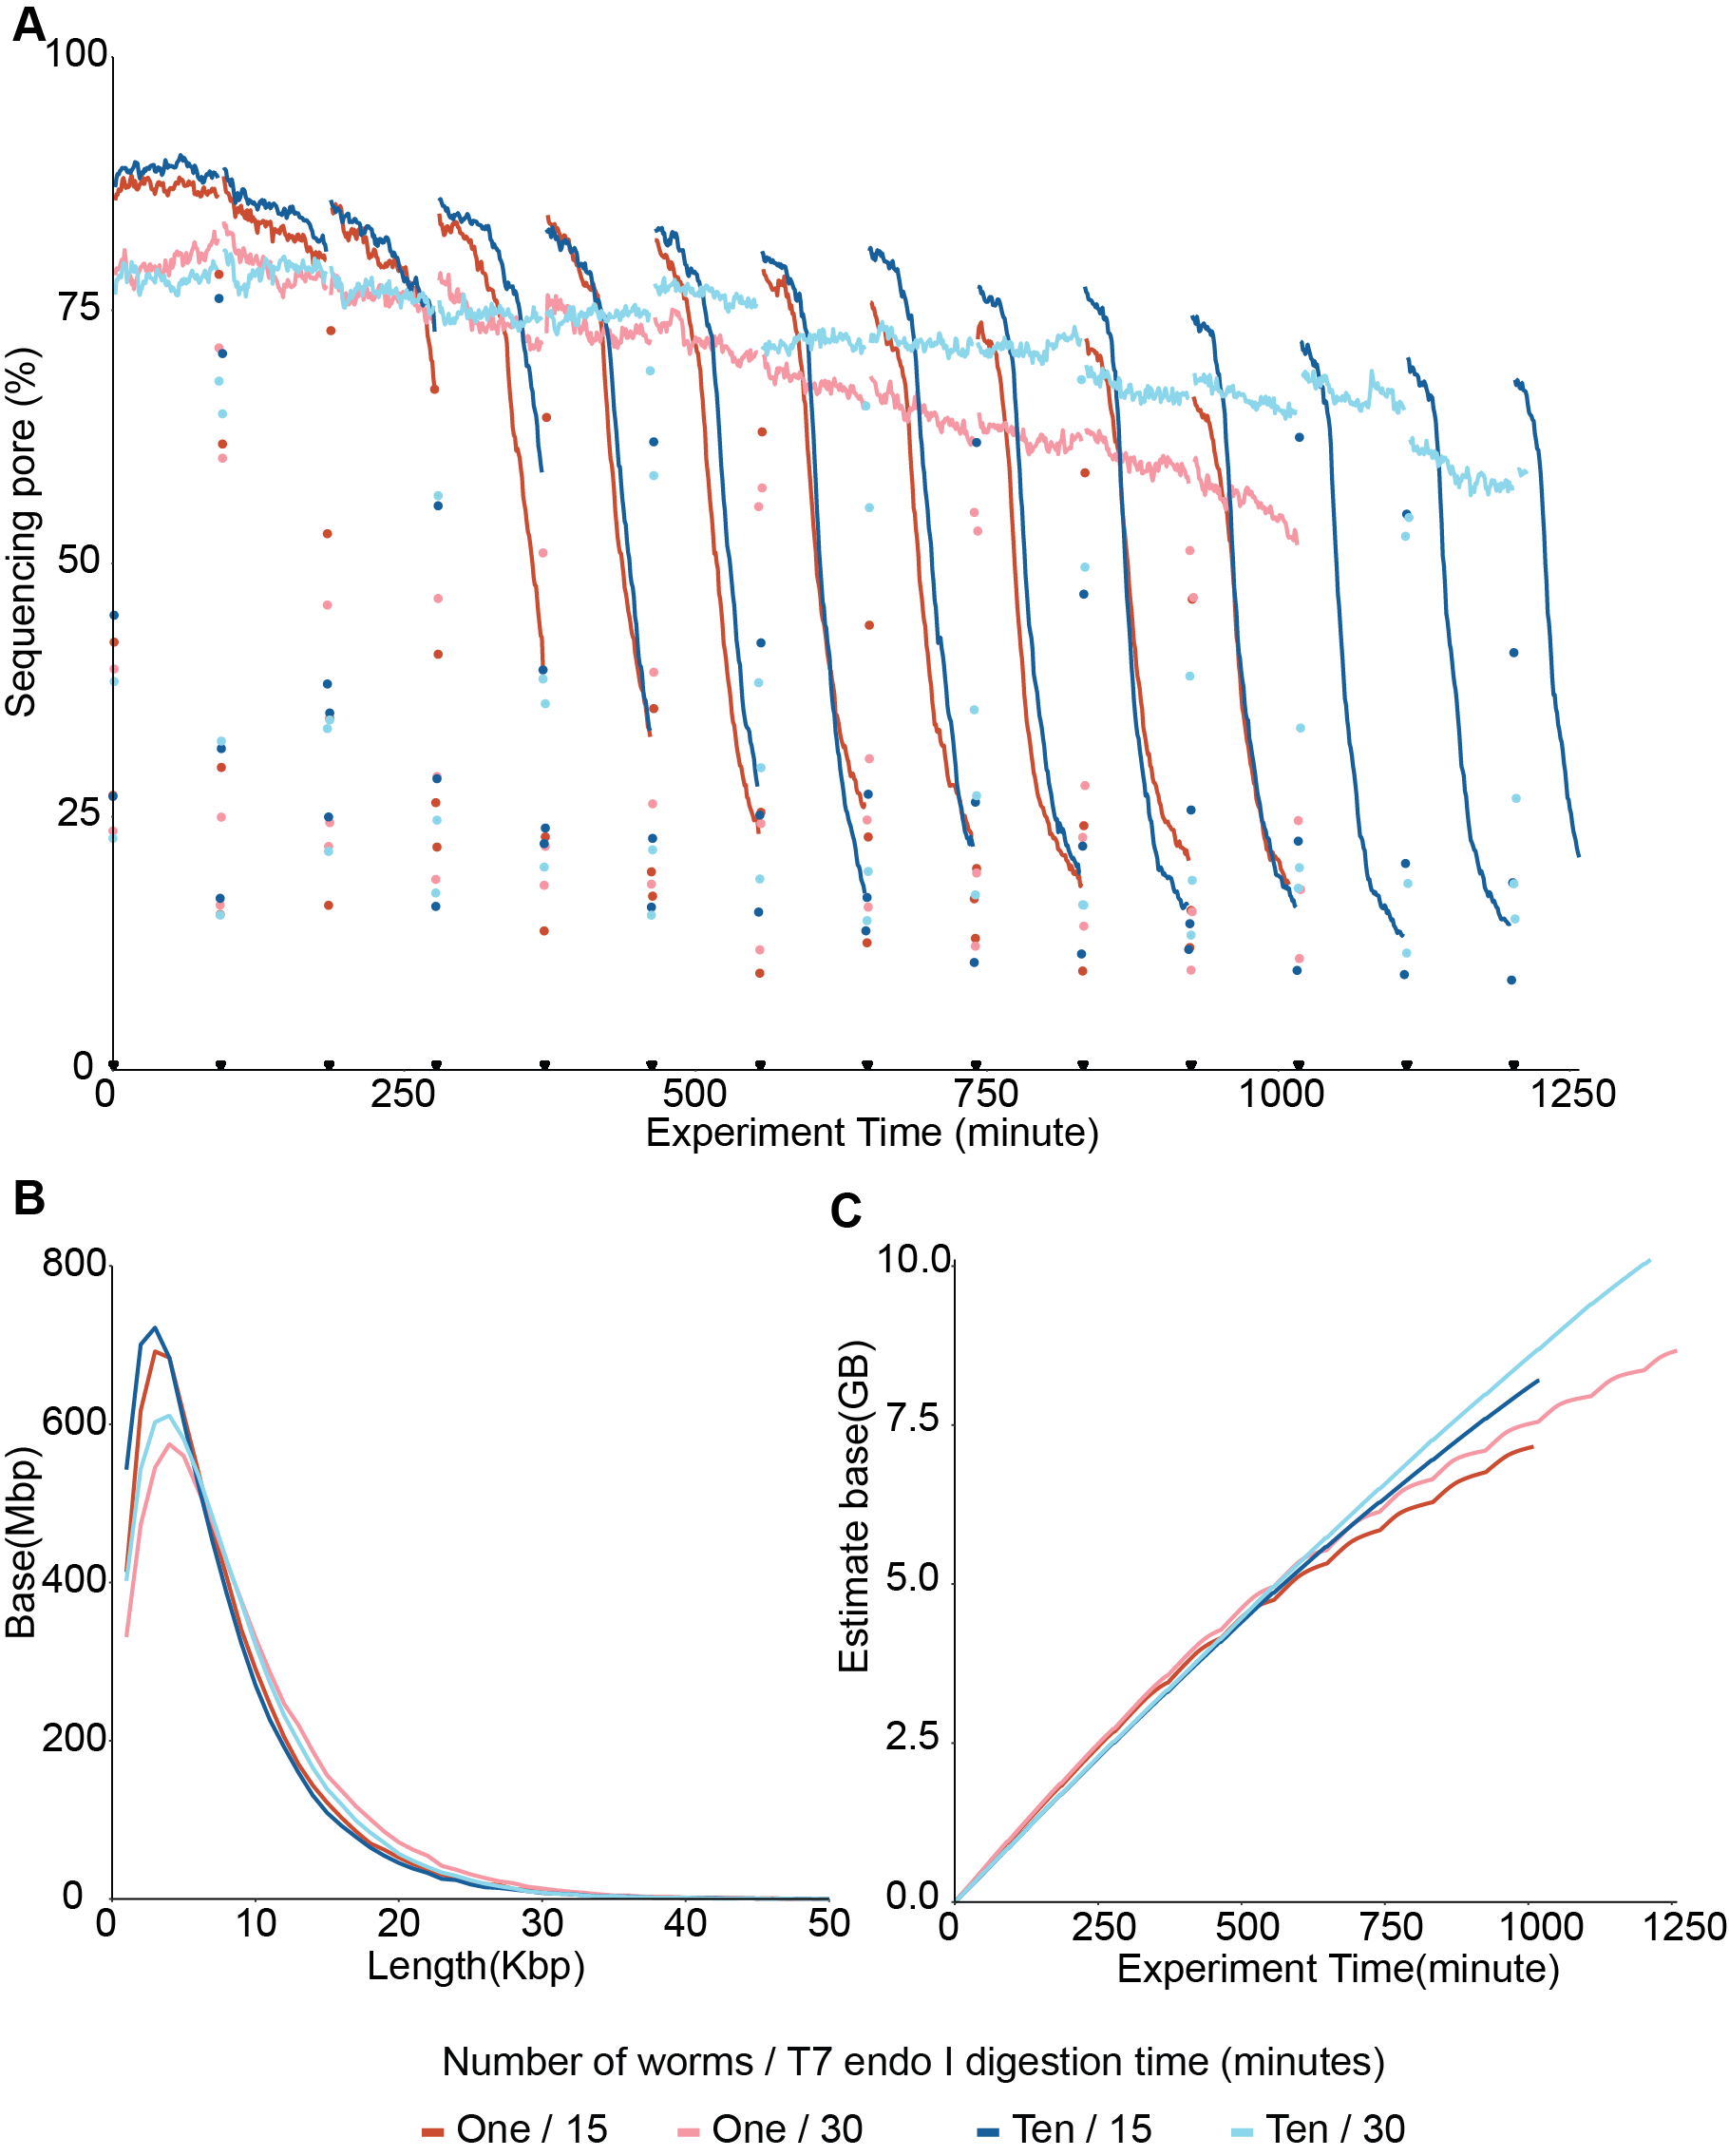 A
100
75
50
25
0
Sequencing pore (%)
0 250 500 750 1000 1250
Experiment Time (minute)
B
800
600
400
200
0
Base(Mbp)
0 10 20 30 40 50
Length(Kbp)
C
10.0
7.5
5.0
2.5
0.0
Estimate base(GB)
0 250 500 750 1000 1250
Experiment Time(minute)
Number of worms / T7 endo I digestion time (minutes)
One / 15 One / 30 Ten / 15 Ten / 30